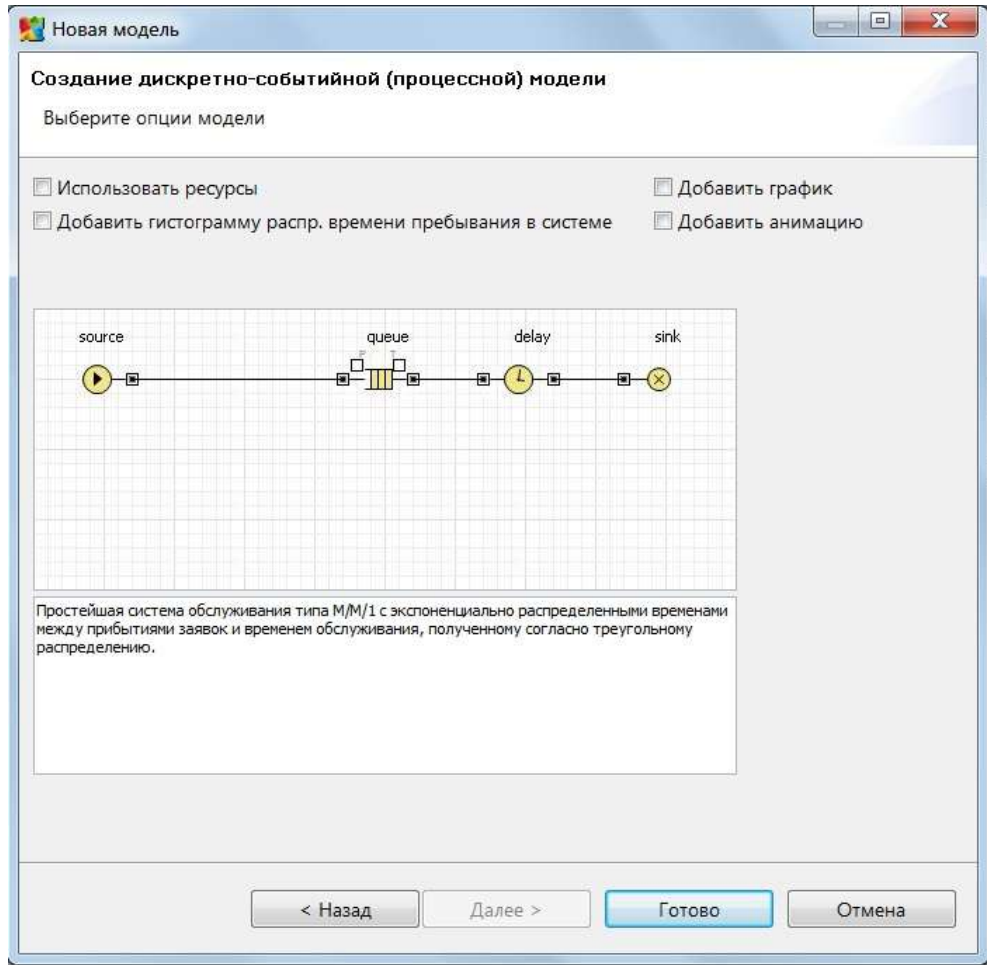 Новая модель
Создание дискретно-событийной (процессной) модели
Выберите опции модели
Использовать ресурсы
Добавить график
Добавить гистограмму распр. времени пребывания в системе
Добавить анимацию
source
queue
delay
sink
P T
Простейшая система обслуживания типа M/M/1 с экспоненциально распределенными временами
между прибытиями заявок и временем обслуживания, полученному согласно треугольному
распределению.
< Назад
Далее >
Готово
Отмена